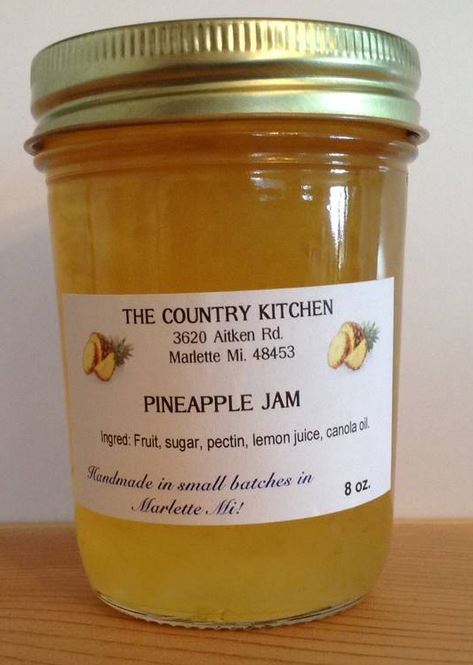 THE COUNTRY KITCHEN
3620 Aitken Rd.
Marlette Mi. 48453
PINEAPPLE JAM
Ingred: Fruit, sugar, pectin, lemon juice, canola oil.
Handmade in small batches in
Marlette Mi!
8 oz.